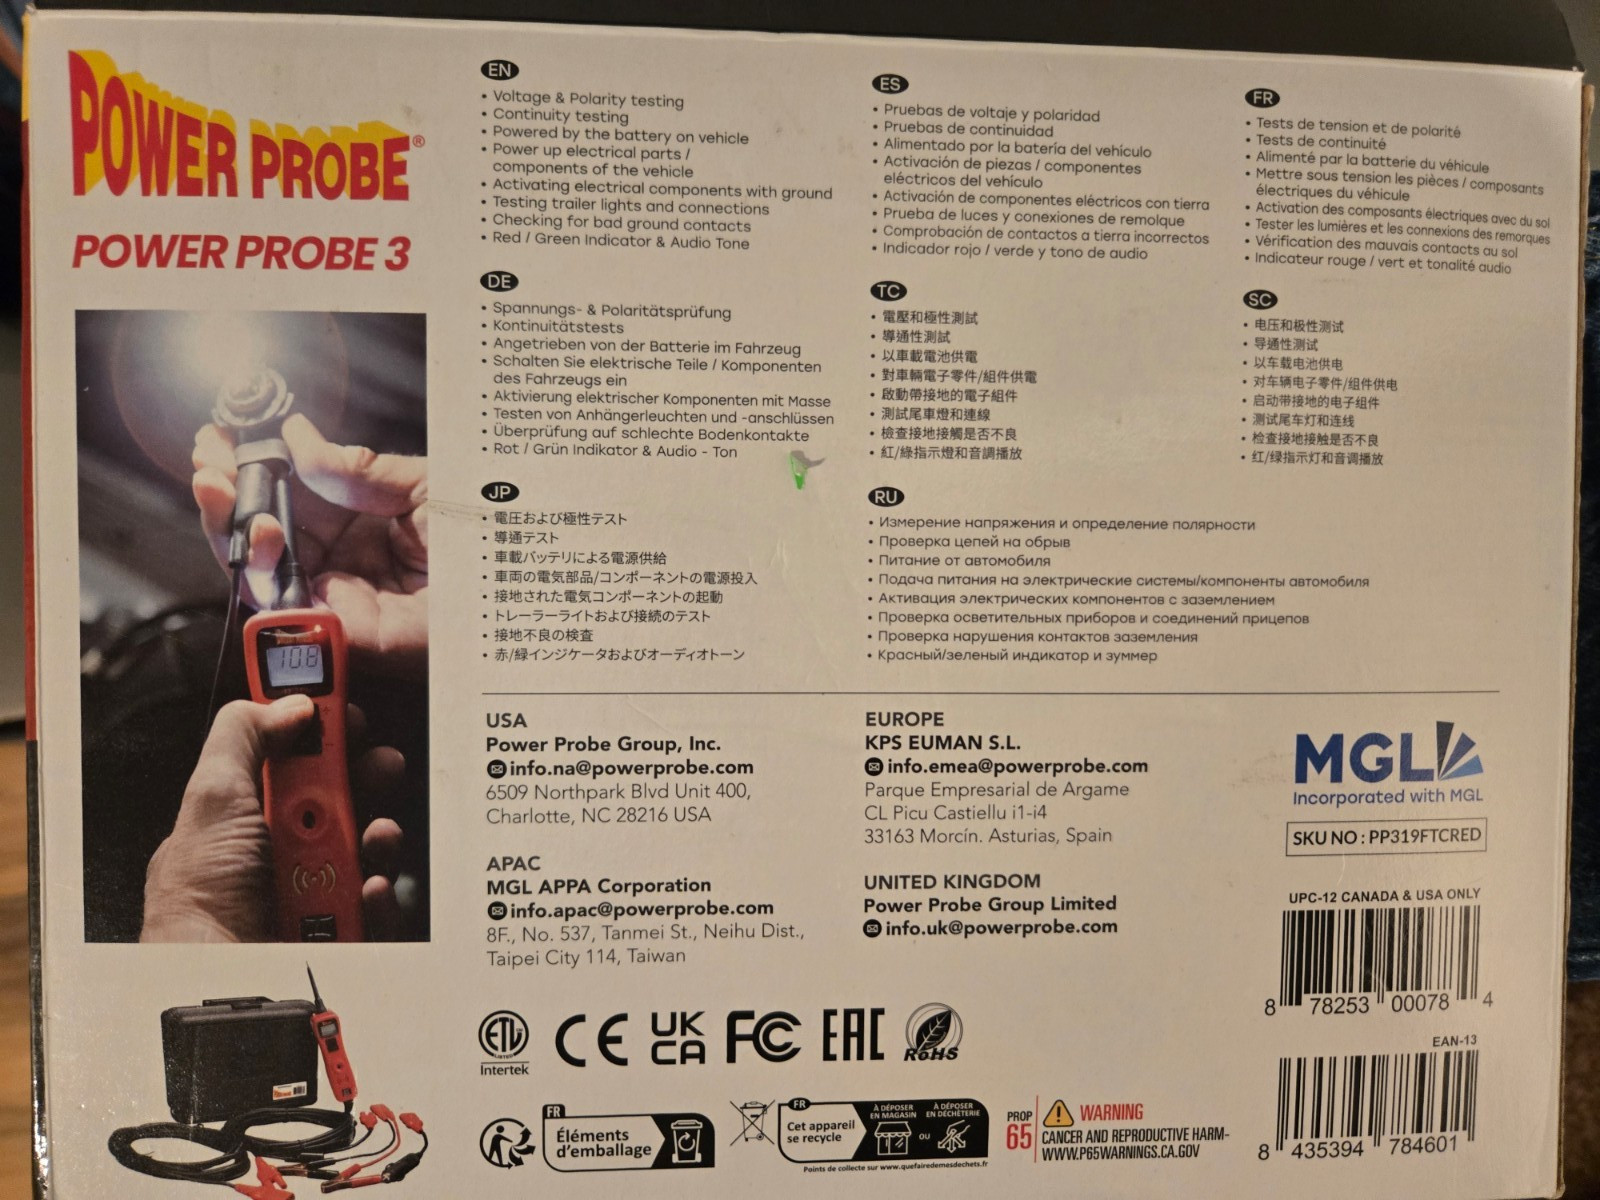 POWER PROBE®
POWER PROBE 3
10.8
EN
• Voltage & Polarity testing
• Continuity testing
• Powered by the battery on vehicle
• Power up electrical parts /
components of the vehicle
• Activating electrical components with ground
• Testing trailer lights and connections
• Checking for bad ground contacts
• Red / Green Indicator & Audio Tone
ES
• Pruebas de voltaje y polaridad
• Pruebas de continuidad
• Alimentado por la batería del vehículo
• Activación de piezas / componentes
eléctricos del vehículo
• Activación de componentes eléctricos con tierra
• Prueba de luces y conexiones de remolque
• Comprobación de contactos a tierra incorrectos
• Indicador rojo / verde y tono de audio
FR
• Tests de tension et de polarité
• Tests de continuité
• Alimenté par la batterie du véhicule
• Mettre sous tension les pièces / composants
électriques du véhicule
• Activation des composants électriques avec du sol
• Tester les lumières et les connexions des remorques
• Vérification des mauvais contacts au sol
• Indicateur rouge / vert et tonalité audio
DE
• Spannungs- & Polaritätsprüfung
• Kontinuitätstests
• Angetrieben von der Batterie im Fahrzeug
• Schalten Sie elektrische Teile / Komponenten
des Fahrzeugs ein
• Aktivierung elektrischer Komponenten mit Masse
• Testen von Anhängerleuchten und -anschlüssen
• Überprüfung auf schlechte Bodenkontakte
• Rot / Grün Indikator & Audio - Ton
TC
• 電壓和極性測試
• 導通性測試
• 以車載電池供電
• 對車輛電子零件/組件供電
• 啟動帶接地的電子組件
• 測試尾車燈和連線
• 檢查接地接觸是否不良
• 紅/綠指示燈和音調播放
SC
• 电压和极性测试
• 导通性测试
• 以车载电池供电
• 对车辆电子零件/组件供电
• 启动带接地的电子组件
• 测试尾车灯和连线
• 检查接地接触是否不良
• 红/绿指示灯和音调播放
JP
• 電圧および極性テスト
• 導通テスト
• 車載バッテリによる電源供給
• 車両の電気部品/コンポーネントの電源投入
• 接地された電気コンポーネントの起動
• トレーラーライトおよび接続のテスト
• 接地不良の検査
• 赤/緑インジケータおよびオーディオトーン
RU
• Измерение напряжения и определение полярности
• Проверка цепей на обрыв
• Питание от автомобиля
• Подача питания на электрические системы/компоненты автомобиля
• Активация электрических компонентов с заземлением
• Проверка осветительных приборов и соединений прицепов
• Проверка нарушения контактов заземления
• Красный/зеленый индикатор и зуммер
USA
Power Probe Group, Inc.
info.na@powerprobe.com
6509 Northpark Blvd Unit 400,
Charlotte, NC 28216 USA
APAC
MGL APPA Corporation
info.apac@powerprobe.com
8F., No. 537, Tanmei St., Neihu Dist.,
Taipei City 114, Taiwan
EUROPE
KPS EUMAN S.L.
info.emea@powerprobe.com
Parque Empresarial de Argame
CL Picu Castiellu i1-i4
33163 Morcín. Asturias, Spain
UNITED KINGDOM
Power Probe Group Limited
info.uk@powerprobe.com
MGL
Incorporated with MGL
SKU NO : PP319FTCRED
UPC-12 CANADA & USA ONLY
8 78253 00078 4
EAN-13
8 435394 784601
ETL
LISTED
Intertek
CE
UK
CA
FC
EAC
RoHS
FR
Éléments
d'emballage
FR
Cet appareil
se recycle
À DÉPOSER
EN MAGASIN
OU
À DÉPOSER
EN DÉCHÈTERIE
Points de collecte sur www.quefairedemesdechets.fr
PROP
65
WARNING
CANCER AND REPRODUCTIVE HARM-
WWW.P65WARNINGS.CA.GOV